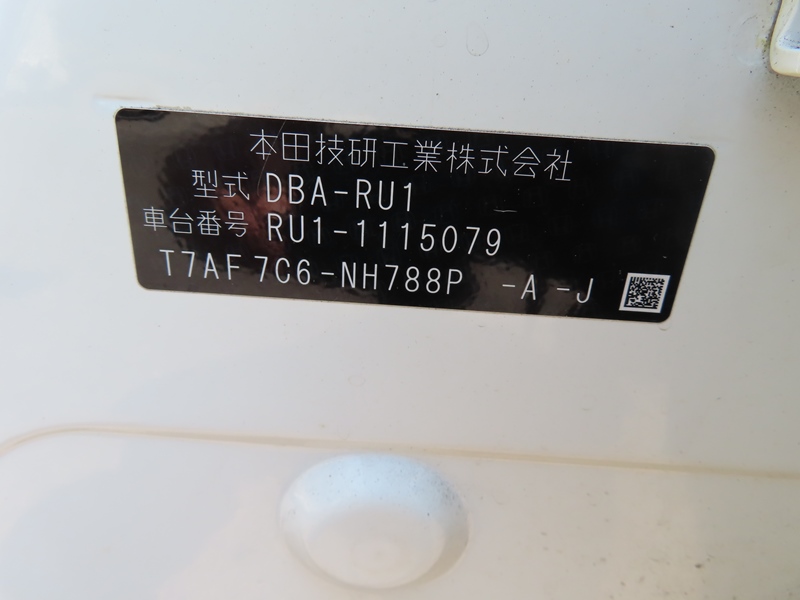 本田技研工業株式会社
型式 DBA-RU1
車台番号 RU1-1115079
T7AF 7C6-NH788P -A -J